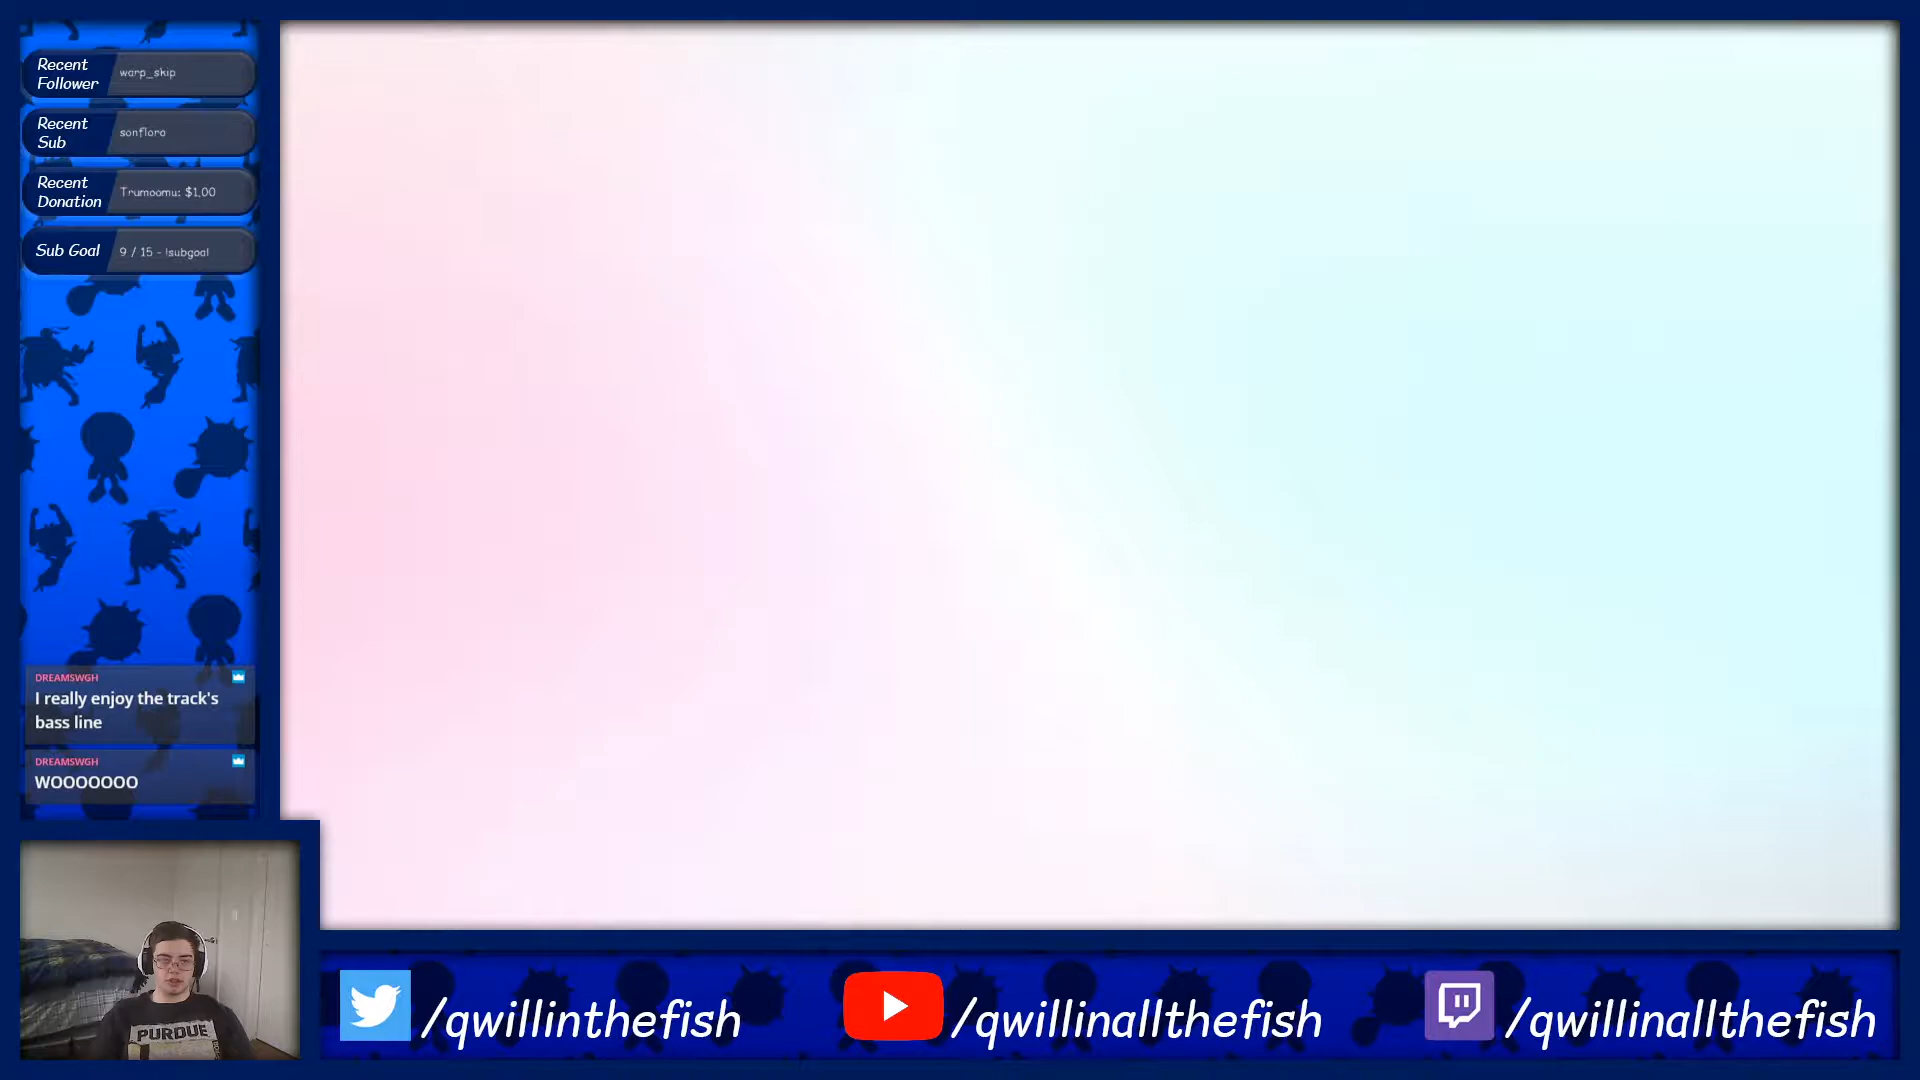 Recent
Follower
warp_skip
Recent
Sub
sonfloro
Recent
Donation
Trumoomu: $1.00
Sub Goal
9 / 15 - !subgoal
DREAMSWGH
I really enjoy the track's
bass line
DREAMSWGH
WOOOOOOO
PURDUE
/qwillinthefish
/qwillinallthefish
/qwillinallthefish